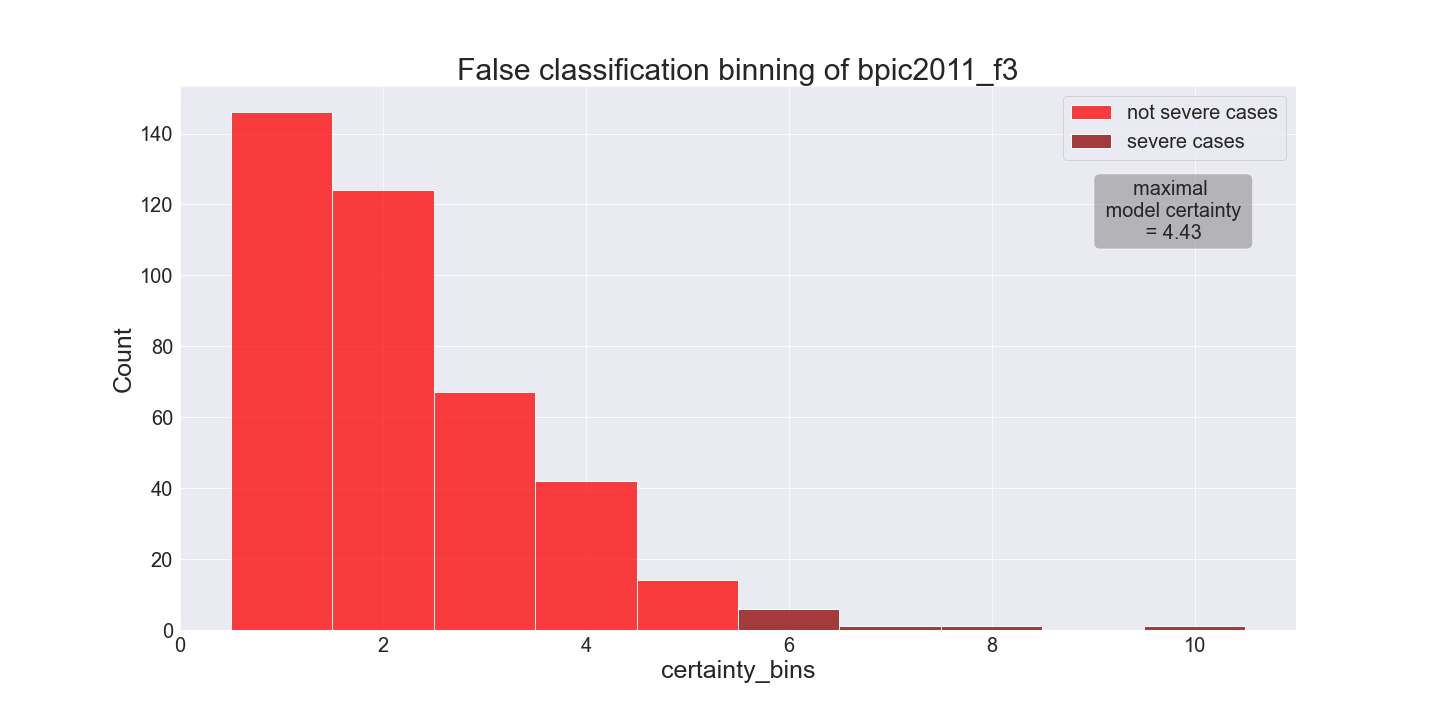 False classification binning of bpic2011_f3
not severe cases
severe cases
maximal
model certainty
= 4.43
Count
140
120
100
80
60
40
20
0
0 2 4 6 8 10
certainty_bins